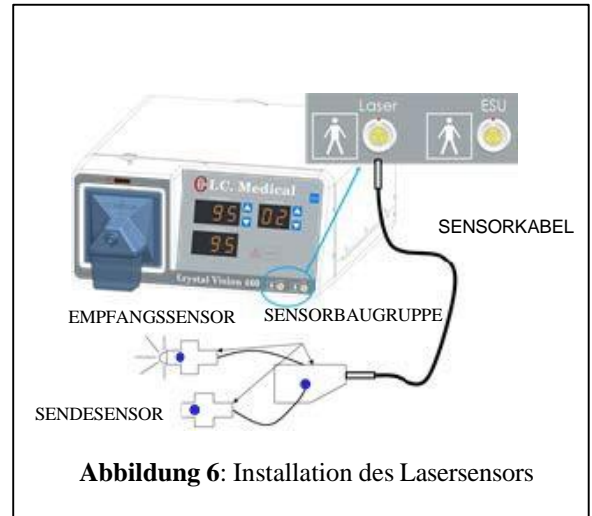 Laser ESU
I.C. Medical
95 02
95
Crystal Vision 460
SENSORKABEL
EMPFANGSSENSOR SENSORBAUGRUPPE
SENDESENSOR
Abbildung 6: Installation des Lasersensors